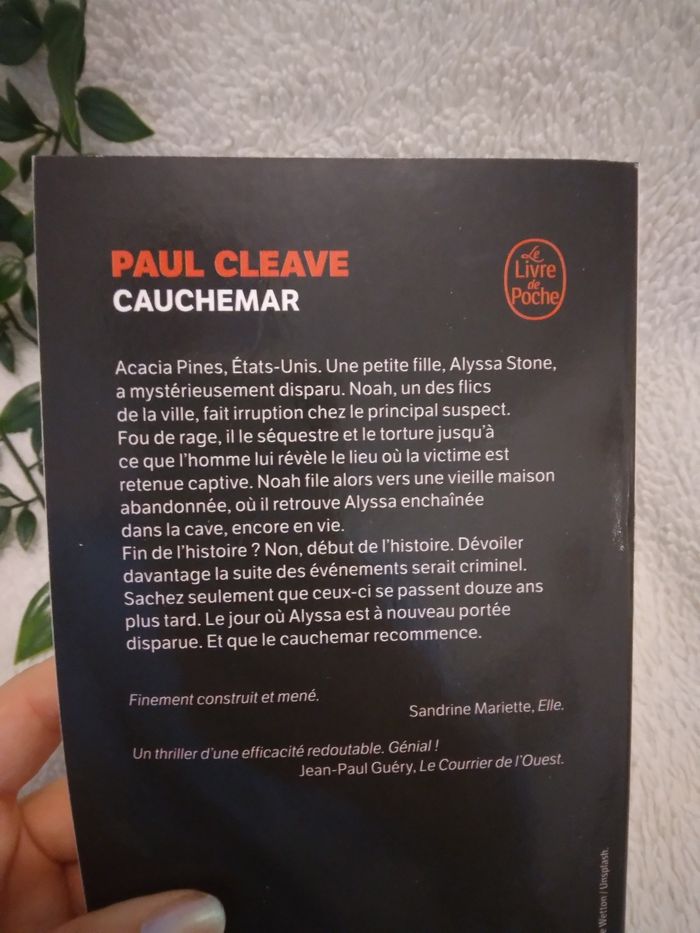 PAUL CLEAVE
CAUCHEMAR
Le
Livre
de
Poche
Acacia Pines, États-Unis. Une petite fille, Alyssa Stone,
a mystérieusement disparu. Noah, un des flics
de la ville, fait irruption chez le principal suspect.
Fou de rage, il le séquestre et le torture jusqu'à
ce que l'homme lui révèle le lieu où la victime est
retenue captive. Noah file alors vers une vieille maison
abandonnée, où il retrouve Alyssa enchaînée
dans la cave, encore en vie.
Fin de l'histoire ? Non, début de l'histoire. Dévoiler
davantage la suite des événements serait criminel.
Sachez seulement que ceux-ci se passent douze ans
plus tard. Le jour où Alyssa est à nouveau portée
disparue. Et que le cauchemar recommence.
Finement construit et mené.
Sandrine Mariette, Elle.
Un thriller d'une efficacité redoutable. Génial !
Jean-Paul Guéry, Le Courrier de l'Ouest.
Wetton / Unsplash.